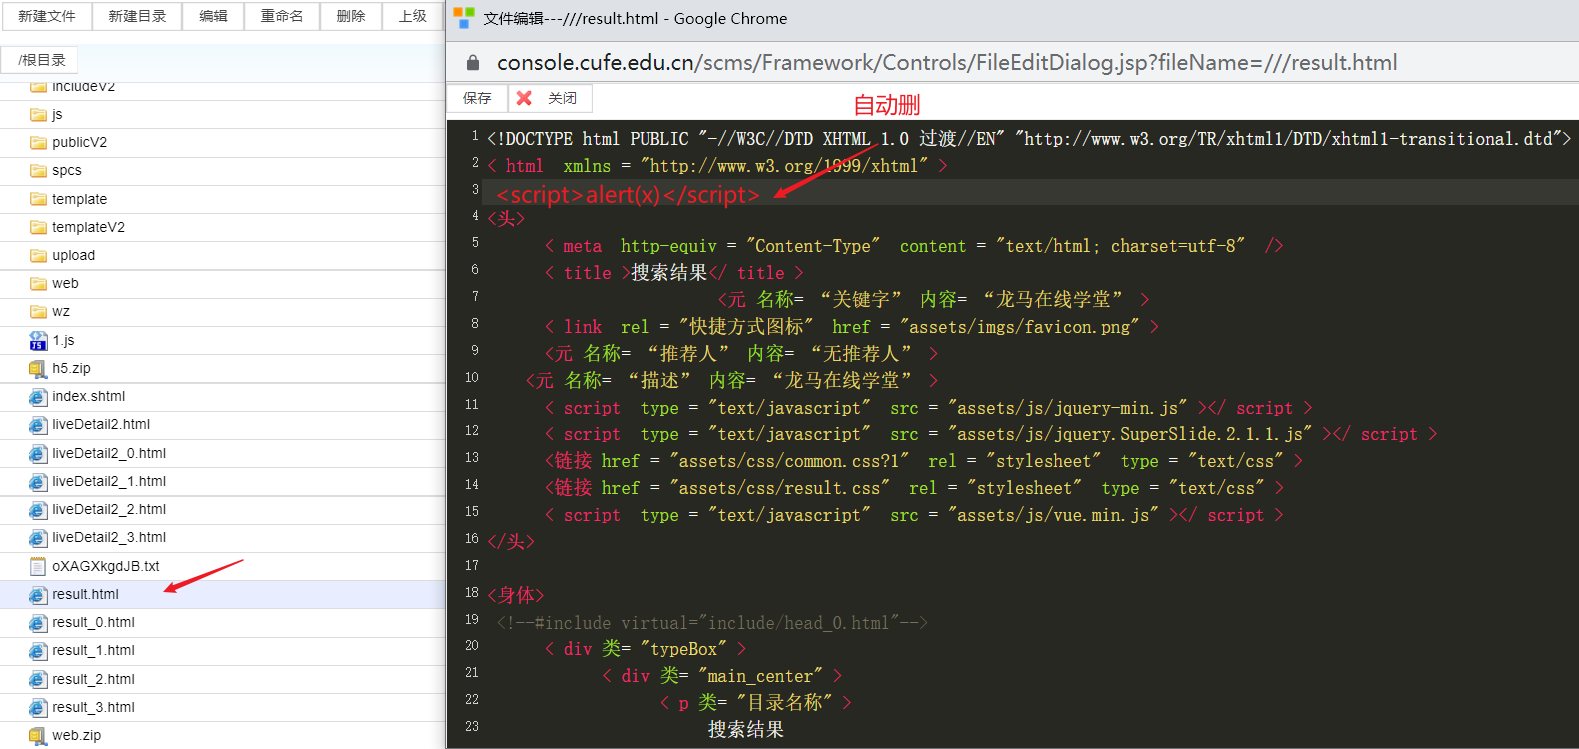 新建文件 新建目录 编辑 重命名 删除 上级
/根目录
includeV2
js
publicV2
spcs
template
templateV2
upload
web
wz
1.js
h5.zip
index.shtml
liveDetail2.html
liveDetail2_0.html
liveDetail2_1.html
liveDetail2_2.html
liveDetail2_3.html
oXAGXkgdJB.txt
result.html
result_0.html
result_1.html
result_2.html
result_3.html
web.zip
文件编辑---///result.html - Google Chrome
console.cufe.edu.cn/scms/Framework/Controls/FileEditDialog.jsp?fileName=///result.html
保存 关闭
自动删
1 <!DOCTYPE html PUBLIC "-//W3C//DTD XHTML 1.0 过渡//EN" "http://www.w3.org/TR/xhtml1/DTD/xhtml1-transitional.dtd">
2 < html xmlns = "http://www.w3.org/1999/xhtml" >
3 <script>alert(x)</script>
4 <头>
5 < meta http-equiv = "Content-Type" content = "text/html; charset=utf-8" />
6 < title >搜索结果</ title >
7 <元 名称= “关键字” 内容= “龙马在线学堂” >
8 < link rel = "快捷方式图标" href = "assets/imgs/favicon.png" >
9 <元 名称= “推荐人” 内容= “无推荐人” >
10 <元 名称= “描述” 内容= “龙马在线学堂” >
11 < script type = "text/javascript" src = "assets/js/jquery-min.js" ></ script >
12 < script type = "text/javascript" src = "assets/js/jquery.SuperSlide.2.1.1.js" ></ script >
13 <链接 href = "assets/css/common.css?1" rel = "stylesheet" type = "text/css" >
14 <链接 href = "assets/css/result.css" rel = "stylesheet" type = "text/css" >
15 < script type = "text/javascript" src = "assets/js/vue.min.js" ></ script >
16 </头>
17
18 <身体>
19 <!--#include virtual="include/head_0.html"-->
20 < div 类= "typeBox" >
21 < div 类= "main_center" >
22 < p 类= "目录名称" >
23 搜索结果